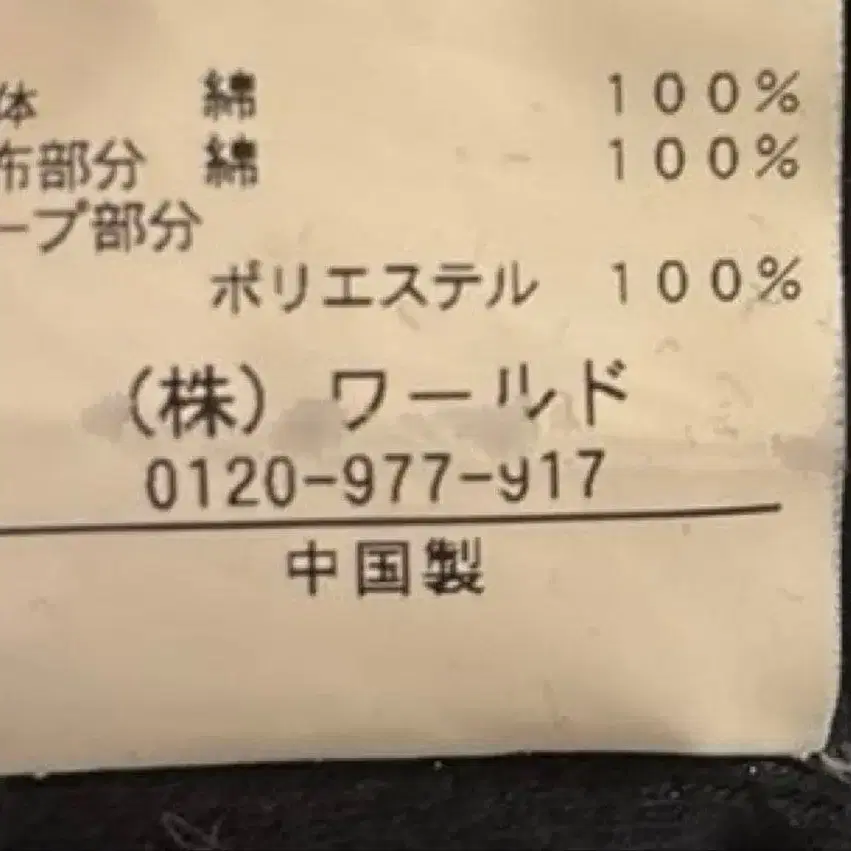 体 綿 100%
布部分 綿 100%
ープ部分
ポリエステル 100%
(株) ワールド
0120-977-917
中国製